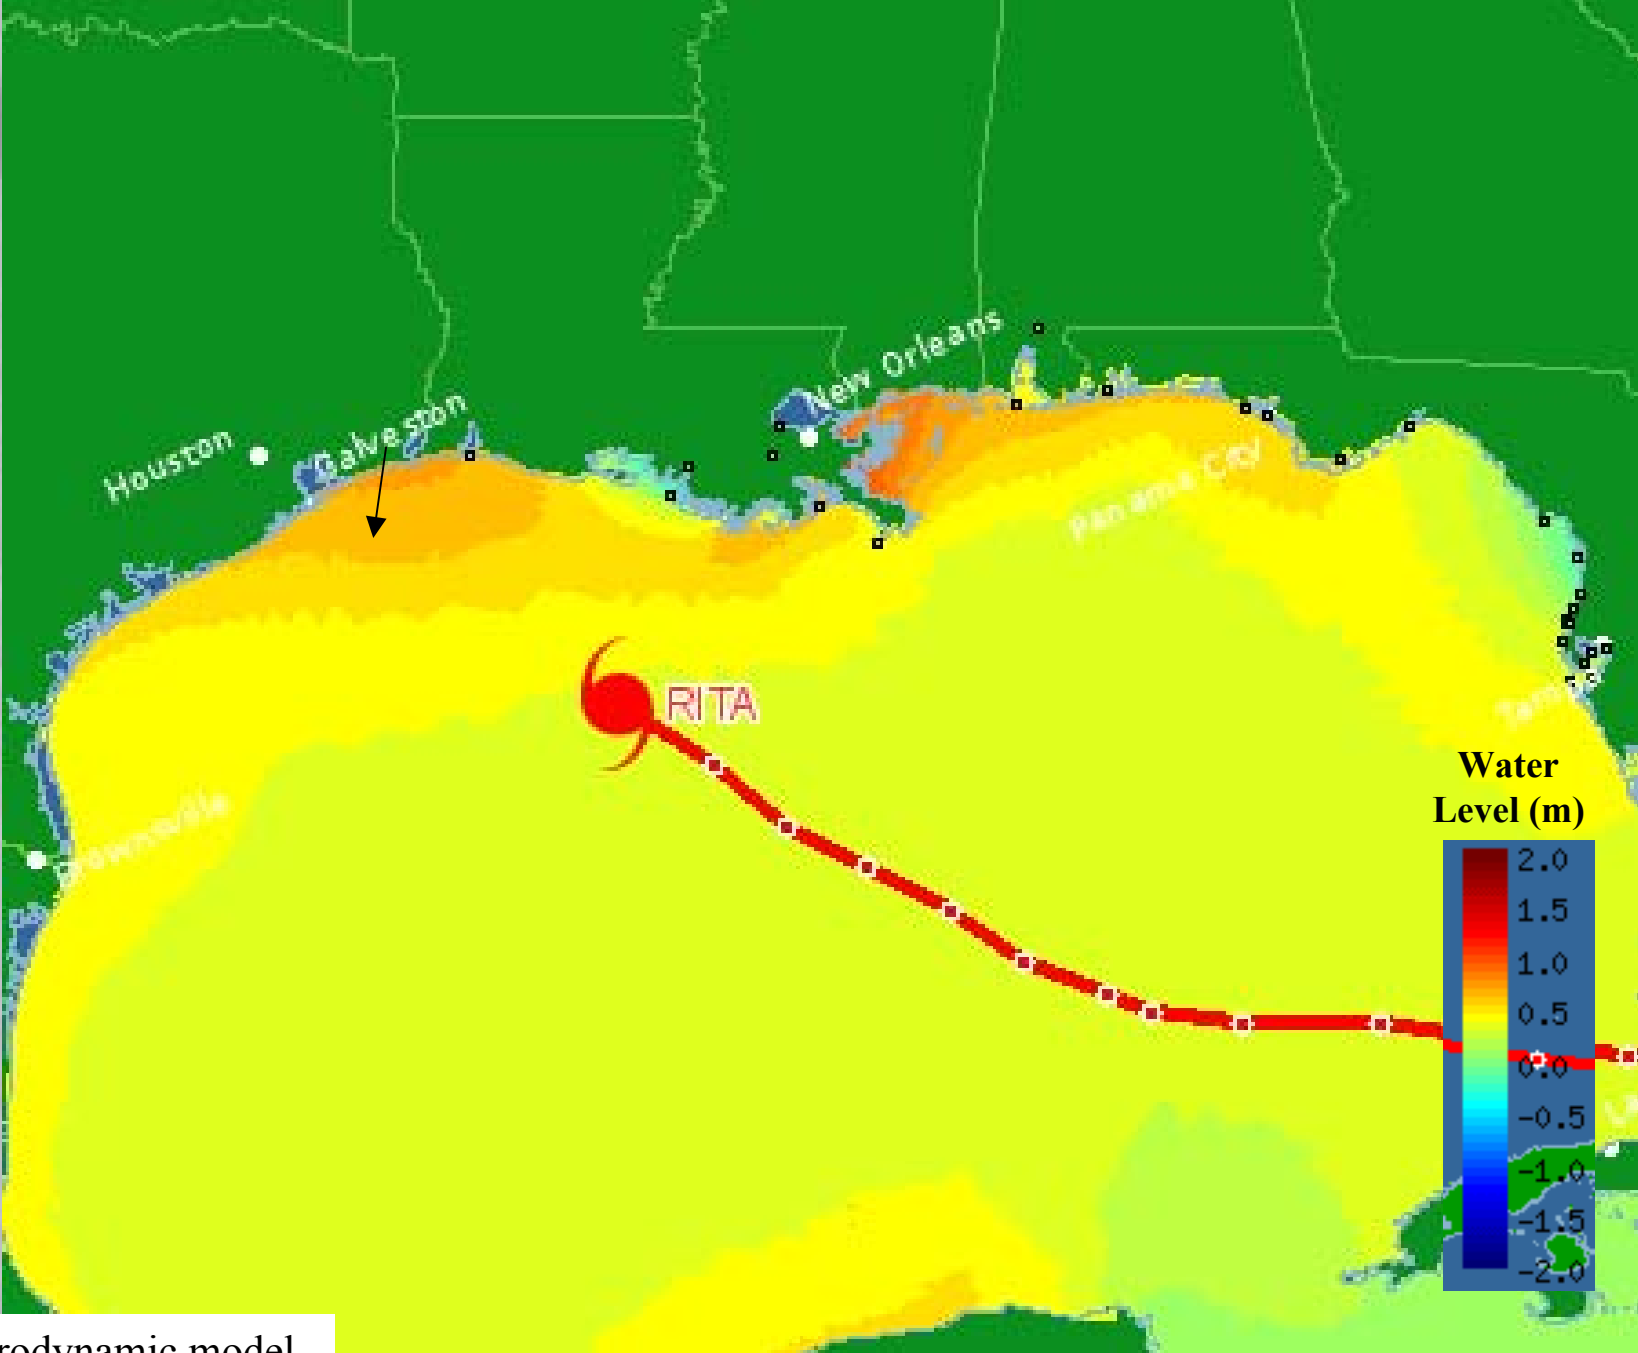 New Orleans
Galveston
Houston
Panama City
RITA
Brownsville
Water
Level (m)
2.0
1.5
1.0
0.5
0.0
-0.5
-1.0
-1.5
-2.0
rodynamic model